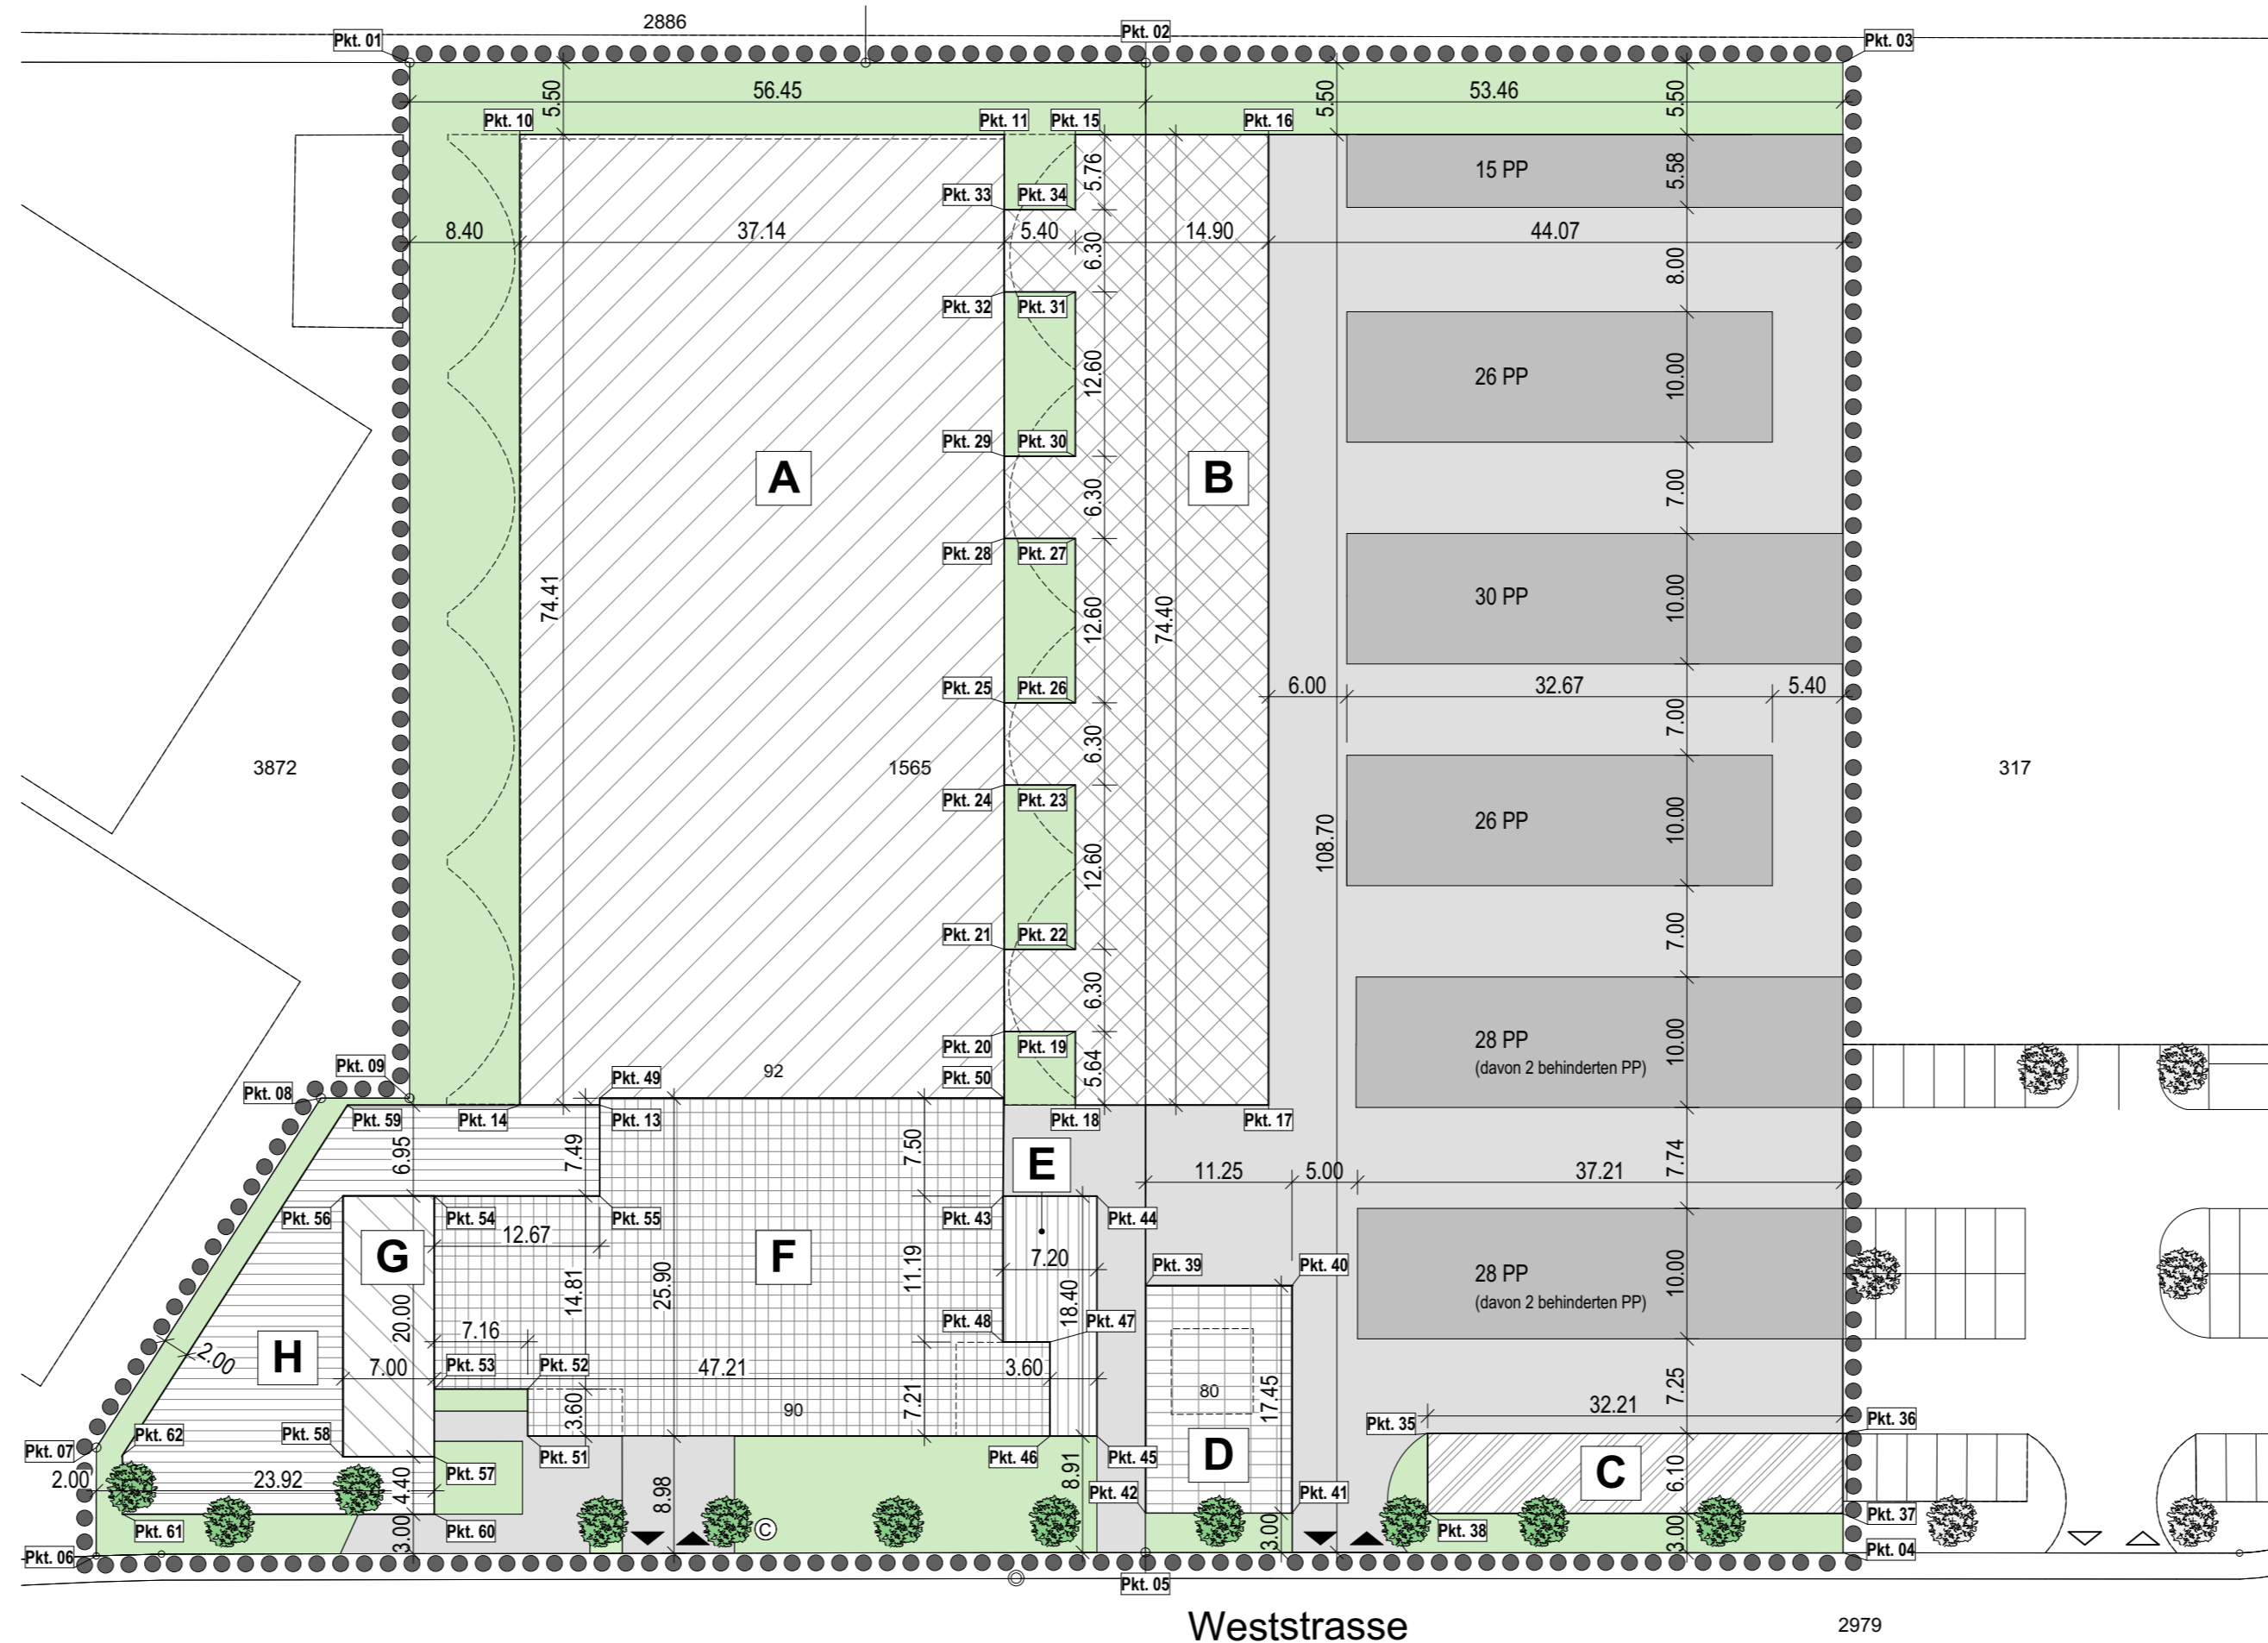 2886
Pkt. 01
Pkt. 02
Pkt. 03
56.45
53.46
5.50
5.50
5.50
Pkt. 10
Pkt. 11
Pkt. 15
Pkt. 16
5.76
15 PP
5.58
Pkt. 33
Pkt. 34
8.40
37.14
5.40
14.90
44.07
6.30
8.00
Pkt. 32
Pkt. 31
12.60
26 PP
10.00
Pkt. 29
Pkt. 30
A
B
6.30
7.00
Pkt. 28
Pkt. 27
74.41
12.60
74.40
30 PP
10.00
Pkt. 25
Pkt. 26
6.00
32.67
5.40
6.30
7.00
3872
1565
317
Pkt. 24
Pkt. 23
12.60
108.70
26 PP
10.00
Pkt. 21
Pkt. 22
7.00
6.30
Pkt. 20
Pkt. 19
28 PP
(davon 2 behinderten PP)
10.00
Pkt. 09
Pkt. 08
Pkt. 49
92
Pkt. 50
5.64
Pkt. 59
Pkt. 14
Pkt. 13
Pkt. 18
Pkt. 17
6.95
7.49
7.50
E
11.25
5.00
37.21
7.74
Pkt. 56
Pkt. 54
Pkt. 55
Pkt. 43
Pkt. 44
12.67
G
F
7.20
Pkt. 39
Pkt. 40
14.81
25.90
11.19
18.40
28 PP
(davon 2 behinderten PP)
10.00
20.00
7.16
Pkt. 48
Pkt. 47
H
2.00
7.00
Pkt. 53
Pkt. 52
47.21
3.60
80
17.45
7.25
3.60
90
7.21
32.21
Pkt. 35
Pkt. 36
Pkt. 07
Pkt. 62
Pkt. 58
Pkt. 51
Pkt. 46
Pkt. 45
D
C
6.10
2.00
23.92
4.40
Pkt. 57
8.98
8.91
Pkt. 42
Pkt. 41
Pkt. 37
Pkt. 61
3.00
Pkt. 60
C
3.00
Pkt. 38
3.00
Pkt. 06
Pkt. 04
Pkt. 05
Weststrasse
2979